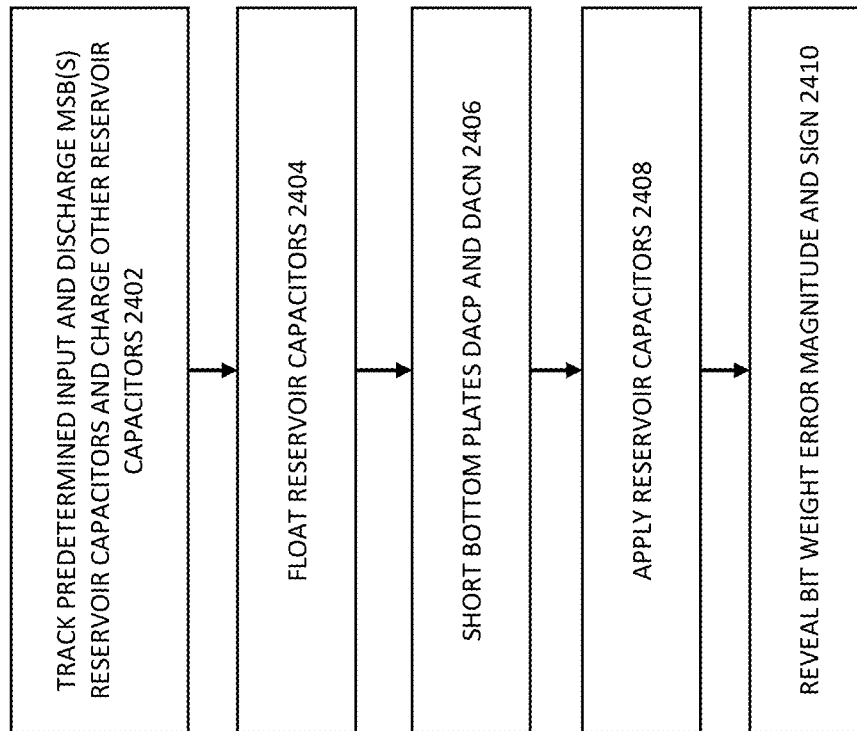 TRACK PREDETERMINED INPUT AND DISCHARGE MSB(S)
RESERVOIR CAPACITORS AND CHARGE OTHER RESERVOIR
CAPACITORS 2402
FLOAT RESERVOIR CAPACITORS 2404
SHORT BOTTOM PLATES DACP AND DACN 2406
APPLY RESERVOIR CAPACITORS 2408
REVEAL BIT WEIGHT ERROR MAGNITUDE AND SIGN 2410